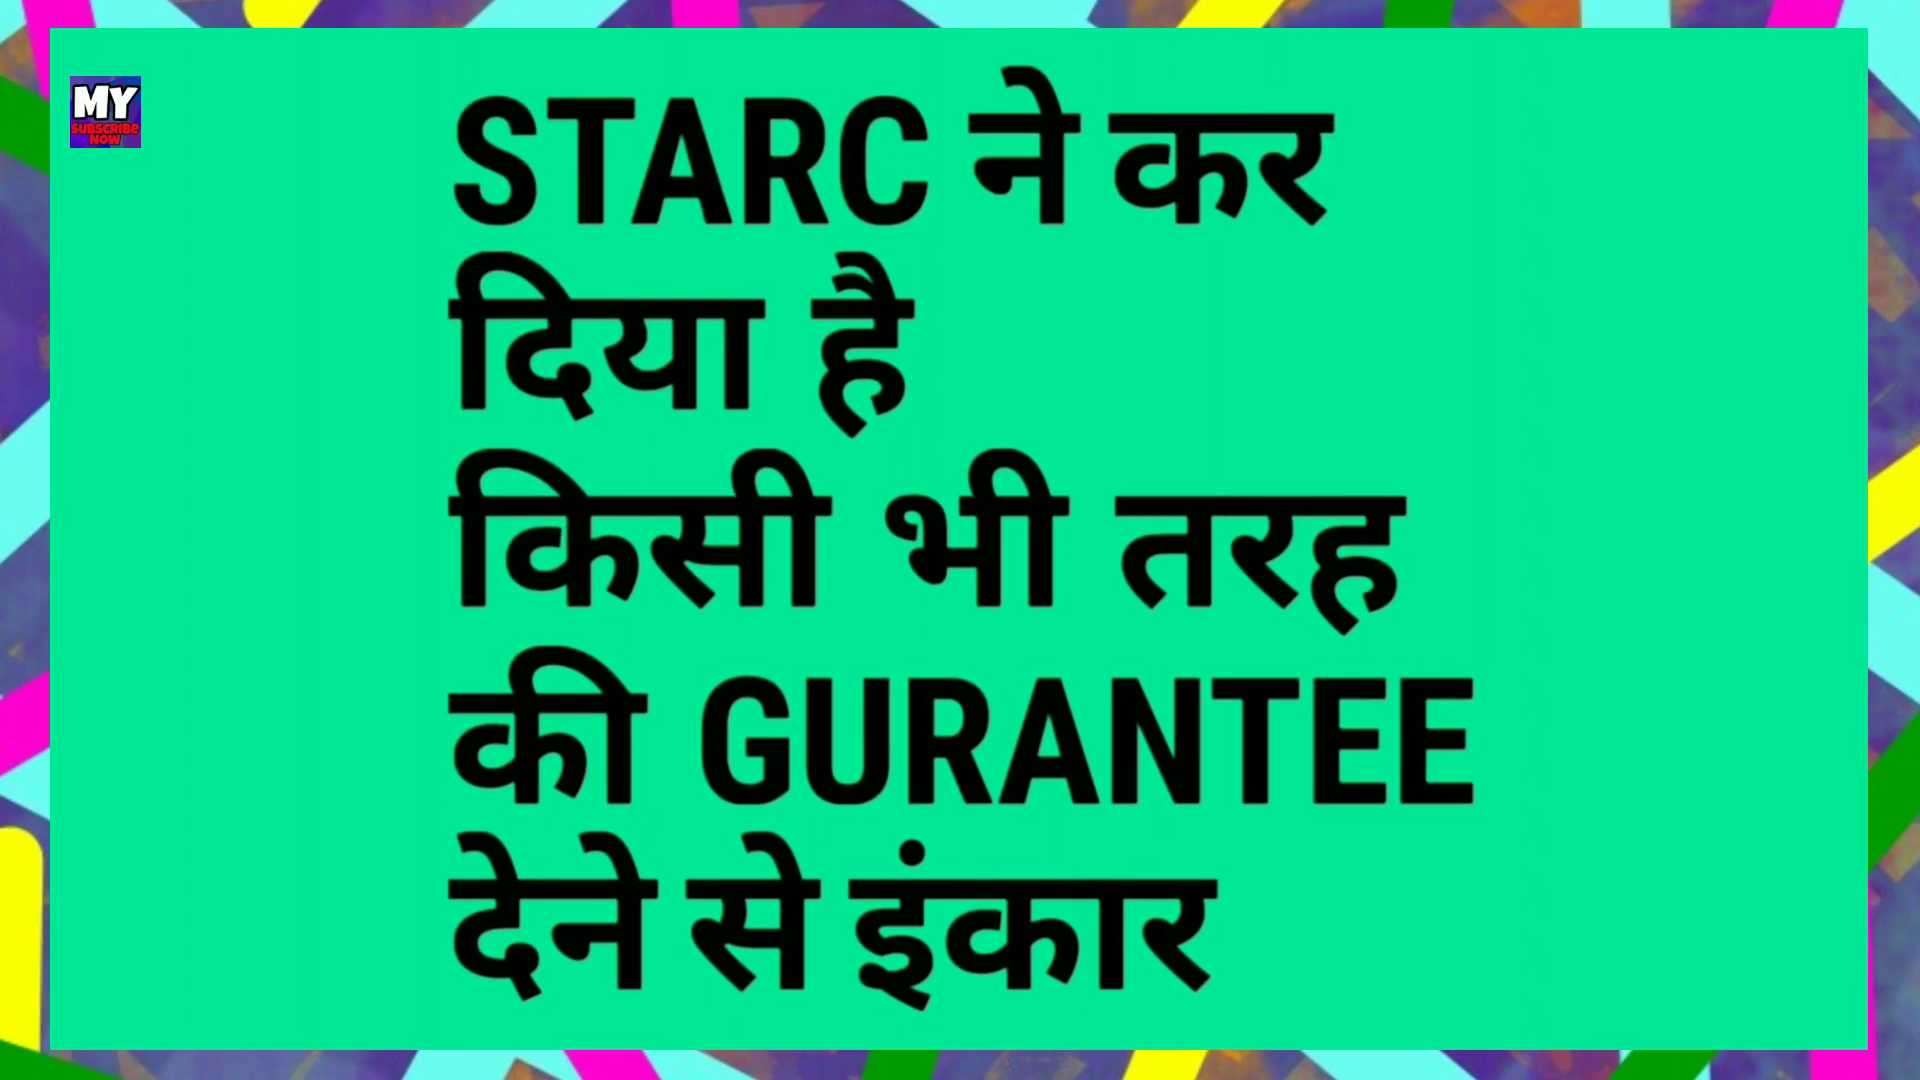 MY
SUBSCRIBE
NOW
STARC ने कर
दिया है
किसी भी तरह
की GURANTEE
देने से इंकार